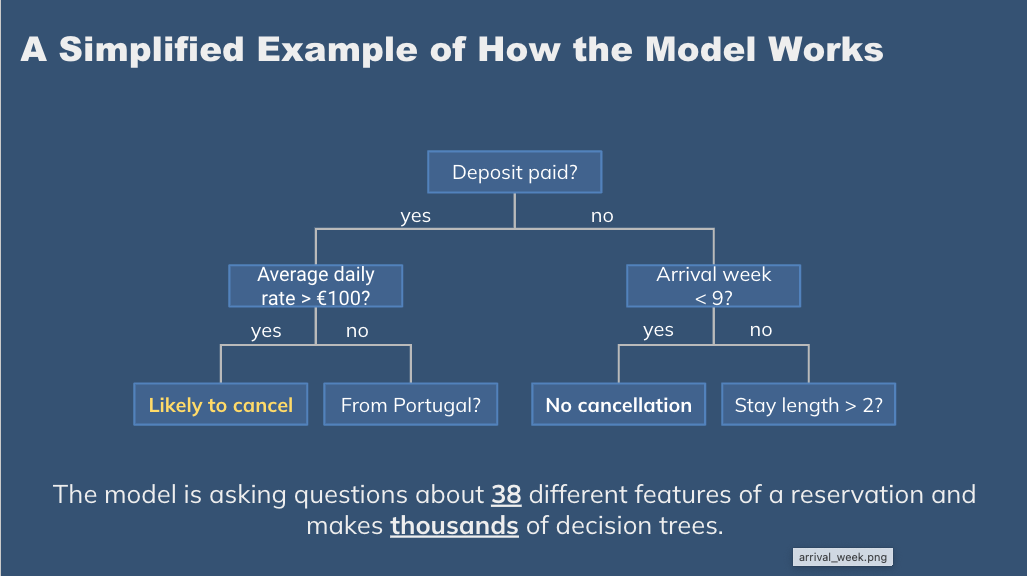 A Simplified Example of How the Model Works
Deposit paid?
yes
no
Average daily
rate > €100?
Arrival week
< 9?
yes
no
yes
no
Likely to cancel
From Portugal?
No cancellation
Stay length > 2?
The model is asking questions about 38 different features of a reservation and
makes thousands of decision trees.
arrival_week.png